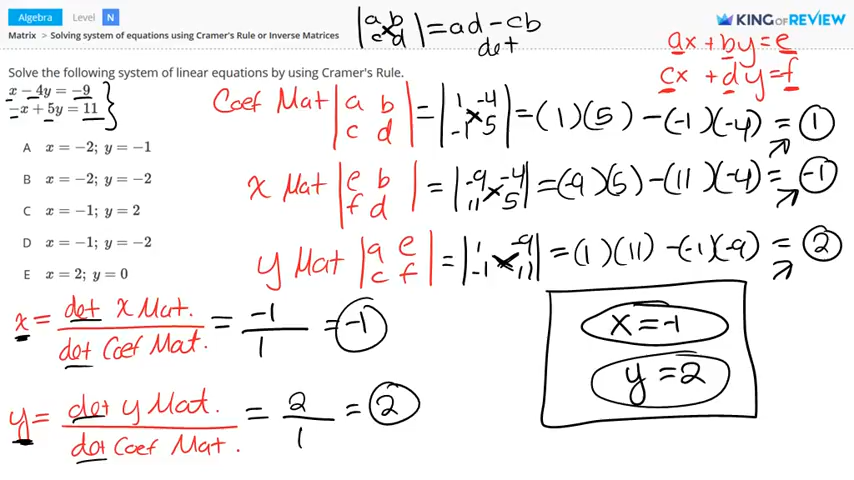 Algebra Level N
KING OF REVIEW
Matrix > Solving system of equations using Cramer's Rule or Inverse Matrices
|a b| = ad - cb
|c d| det
ax + by = e
cx + dy = f
Solve the following system of linear equations by using Cramer's Rule.
x − 4y = −9
−x + 5y = 11
A x = −2; y = −1
B x = −2; y = −2
C x = −1; y = 2
D x = −1; y = −2
E x = 2; y = 0
Coef Mat |a b| = |1 -4| = (1)(5) - (-1)(-4) = 1
|c d| |-1 5|
x Mat |e b| = |-9 -4| = (-9)(5) - (11)(-4) = -1
|f d| |11 5|
y Mat |a e| = |1 -9| = (1)(11) - (-1)(-9) = 2
|c f| |-1 11|
x = det x Mat. = -1 = -1
det Coef Mat. 1
y = det y Mat. = 2 = 2
det Coef Mat. 1
x = -1
y = 2